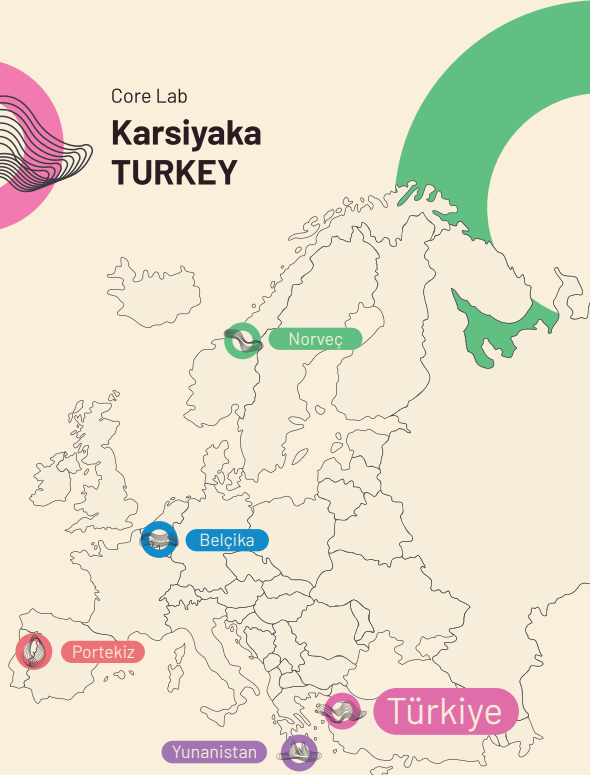 Core Lab
Karsiyaka
TURKEY
Norveç
Belçika
Portekiz
Türkiye
Yunanistan